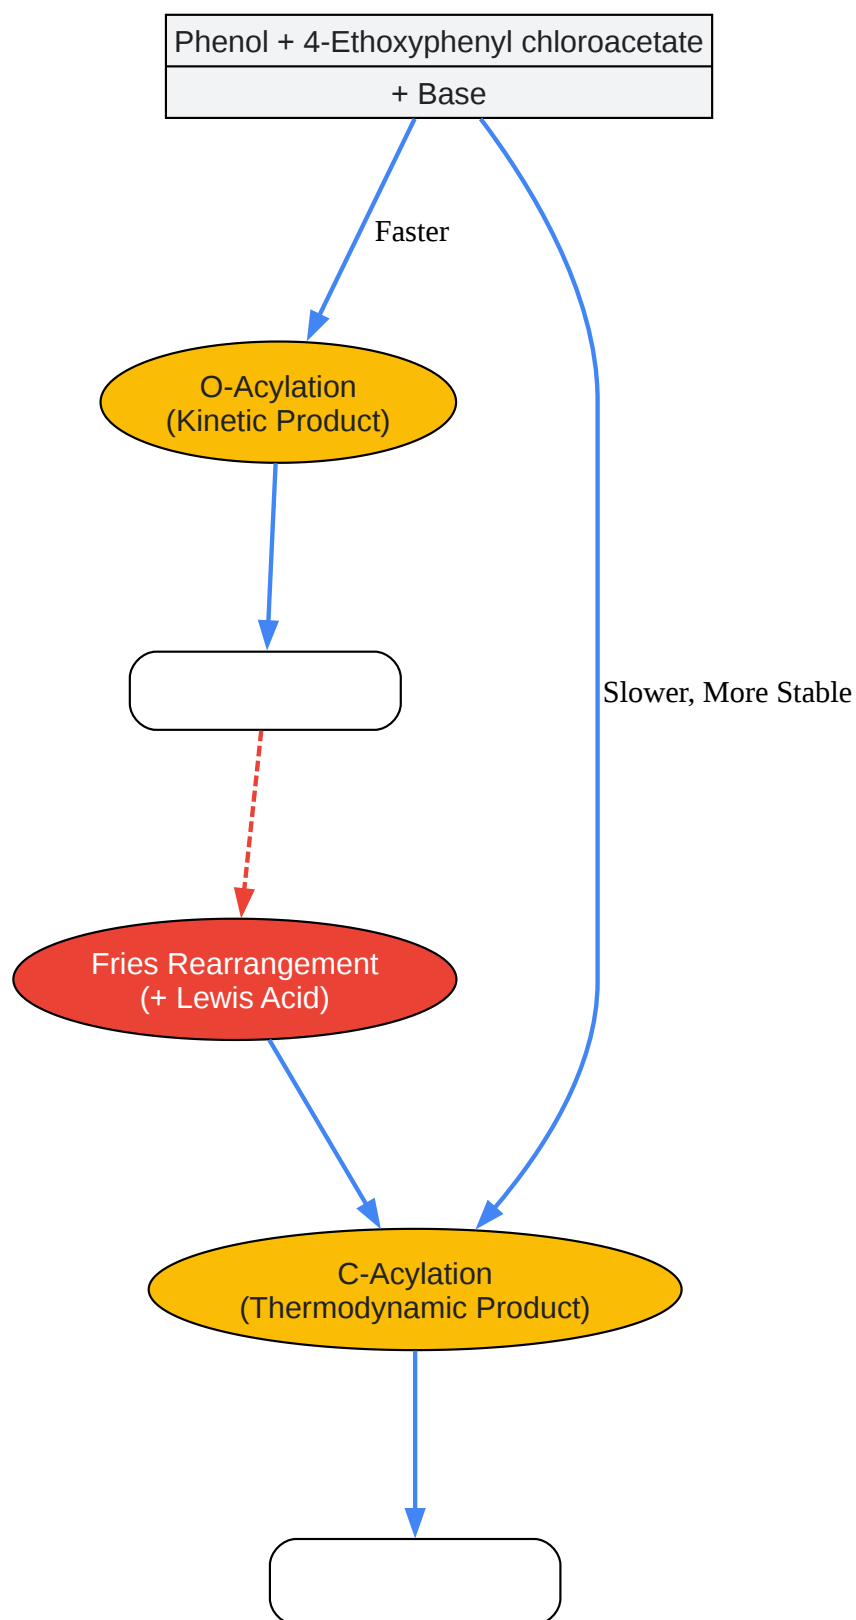 Phenol + 4-Ethoxyphenyl chloroacetate
+ Base
Faster
O-Acylation
(Kinetic Product)
Slower, More Stable
Fries Rearrangement
(+ Lewis Acid)
C-Acylation
(Thermodynamic Product)